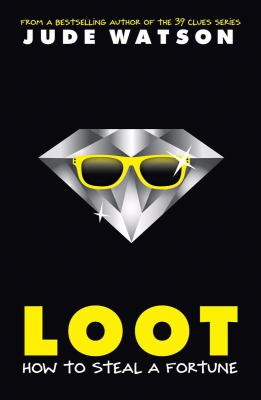 FROM A BESTSELLING AUTHOR OF THE 39 CLUES SERIES
JUDE WATSON
LOOT
HOW TO STEAL A FORTUNE